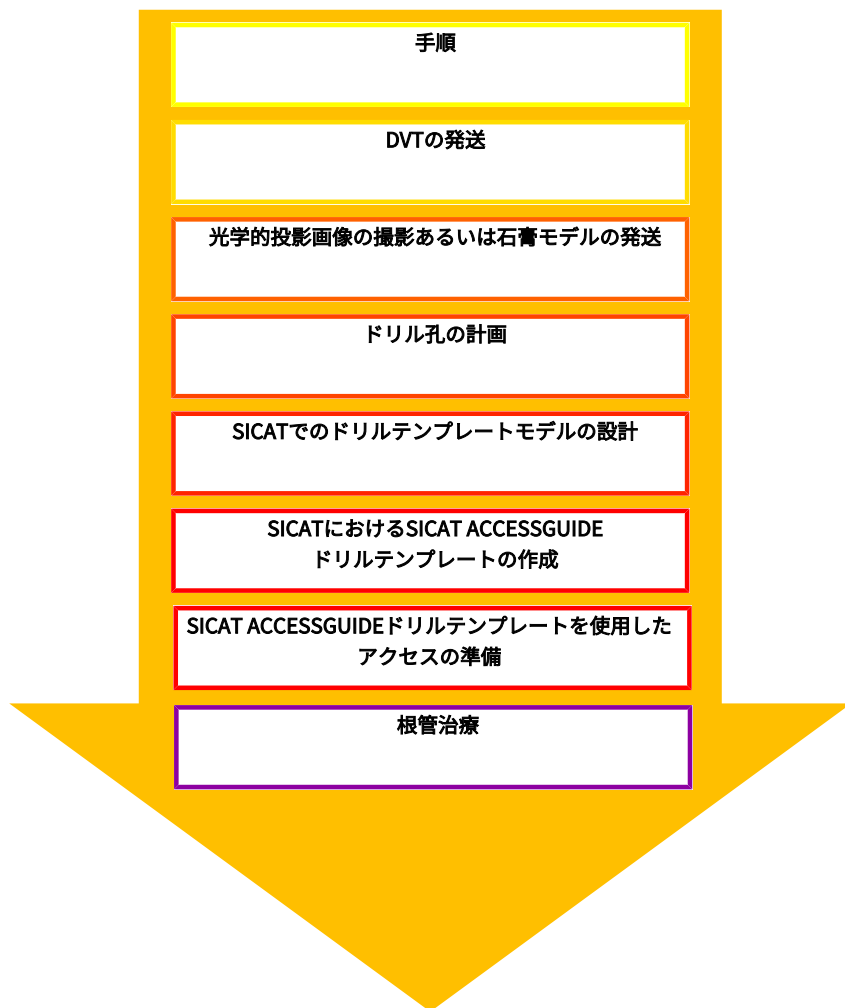 手順
DVTの発送
光学的投影画像の撮影あるいは石膏モデルの発送
ドリル孔の計画
SICATでのドリルテンプレートモデルの設計
SICATにおけるSICAT ACCESSGUIDE
ドリルテンプレートの作成
SICAT ACCESSGUIDEドリルテンプレートを使用した
アクセスの準備
根管治療